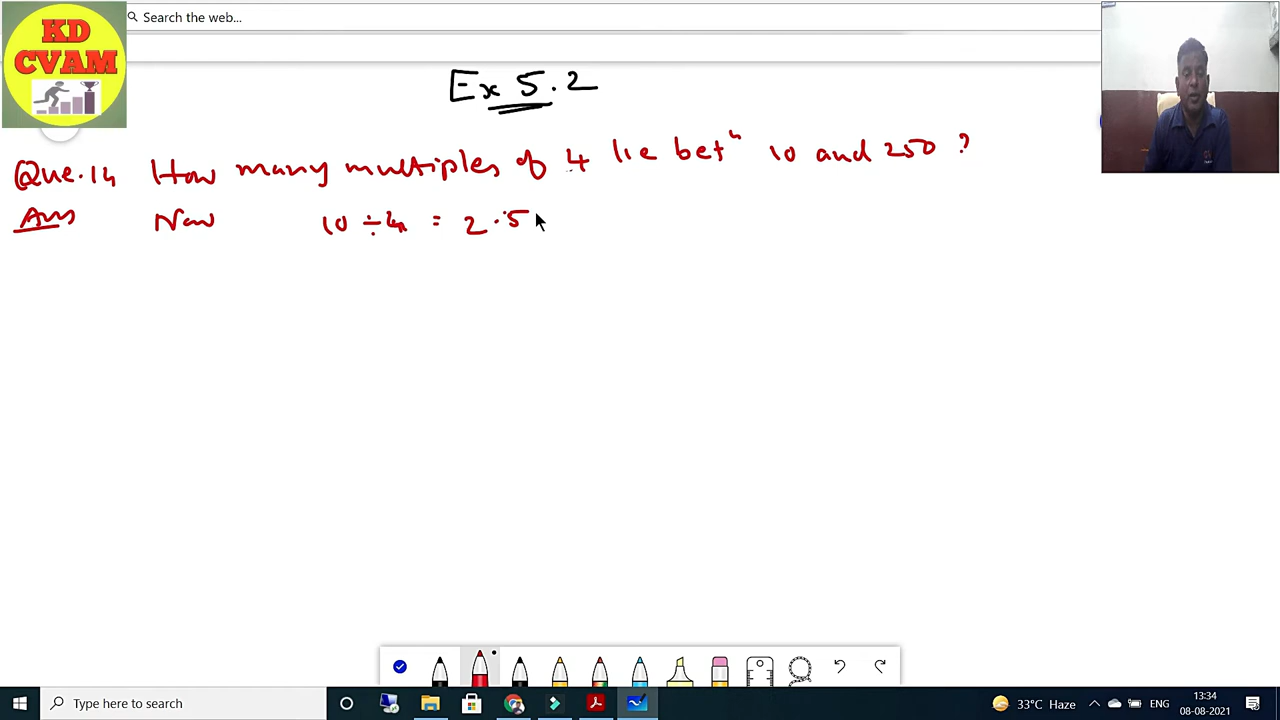 Search the web...
KD
CVAM
Ex 5.2
Que.14 How many multiples of 4 lie betⁿ 10 and 250 ?
Ans Now 10 ÷ 4 = 2.5
Type here to search
33°C Haze
ENG
13:34
08-08-2021